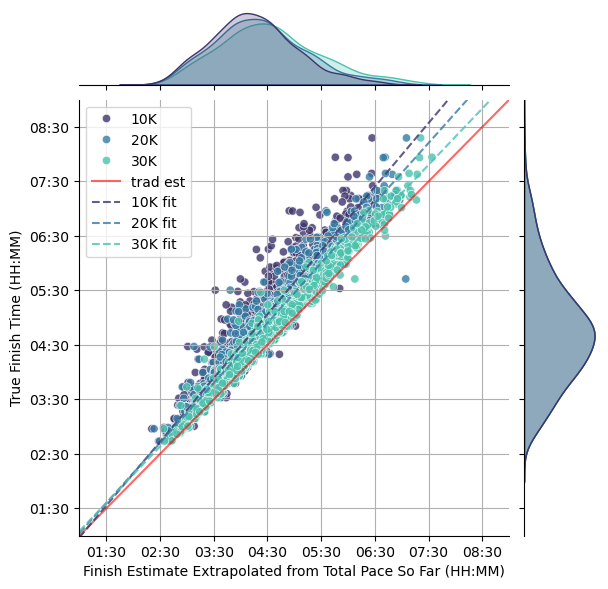 10K
20K
30K
trad est
10K fit
20K fit
30K fit
08:30
07:30
06:30
05:30
04:30
03:30
02:30
01:30
True Finish Time (HH:MM)
01:30 02:30 03:30 04:30 05:30 06:30 07:30 08:30
Finish Estimate Extrapolated from Total Pace So Far (HH:MM)